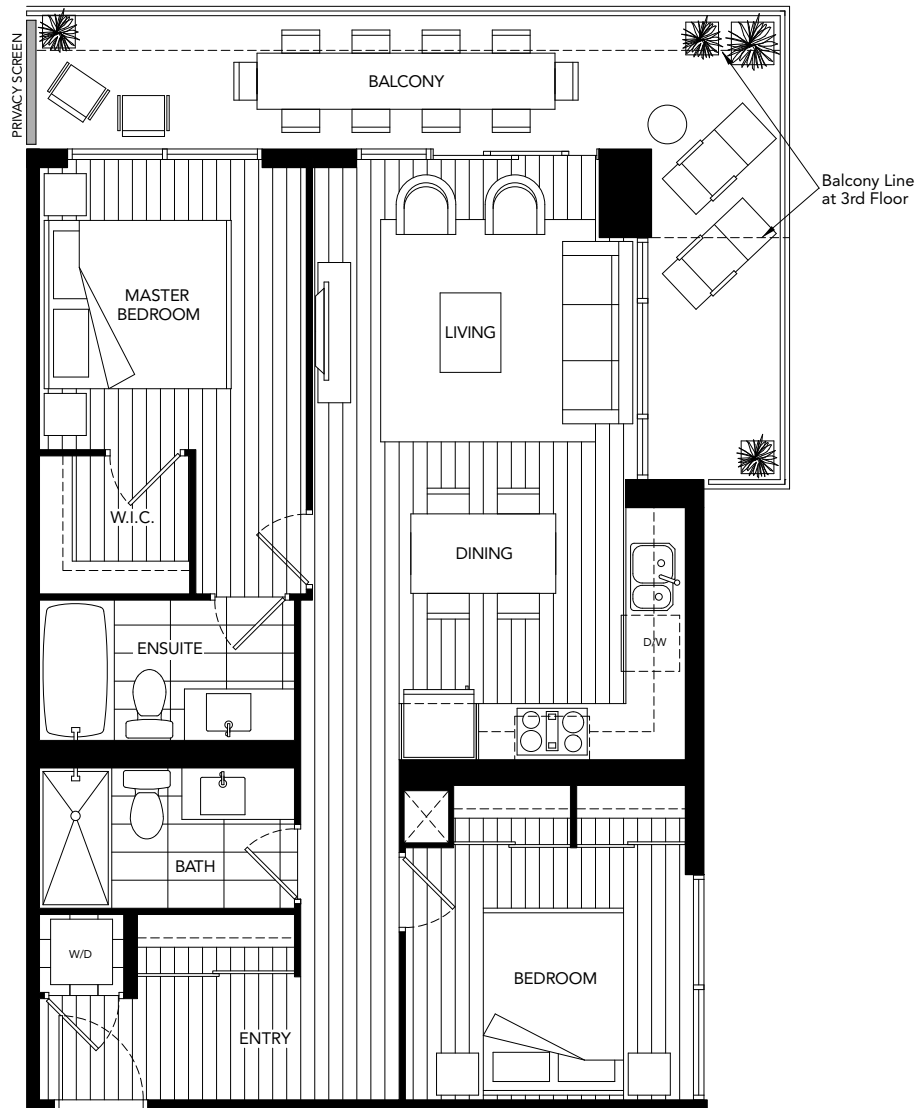 PRIVACY SCREEN
BALCONY
Balcony Line
at 3rd Floor
MASTER
BEDROOM
LIVING
W.I.C.
DINING
D/W
ENSUITE
BATH
W/D
BEDROOM
ENTRY